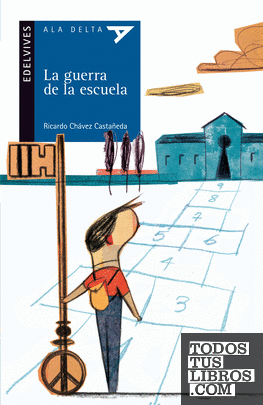 EDELVIVES
ALA DELTA
La guerra
de la escuela
Ricardo Chávez Castañeda
9
7
8
5
6
4
3
2
TODOS
TUS
LIBROS
.COM